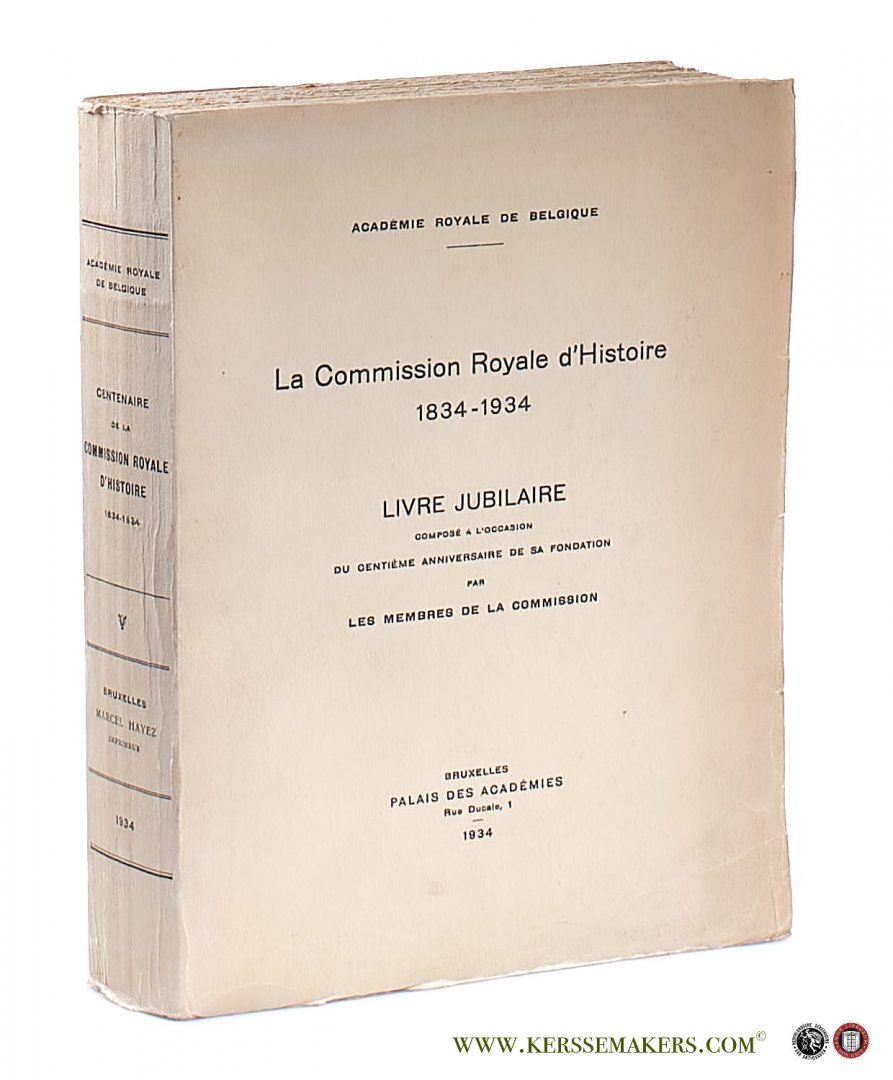 ACADÉMIE ROYALE DE BELGIQUE
La Commission Royale d'Histoire
1834-1934
LIVRE JUBILAIRE
COMPOSÉ À L'OCCASION
DU CENTIÈME ANNIVERSAIRE DE SA FONDATION
PAR
LES MEMBRES DE LA COMMISSION
BRUXELLES
PALAIS DES ACADÉMIES
Rue Ducale, 1
1934
ACADÉMIE ROYALE
DE BELGIQUE
CENTENAIRE
DE LA
COMMISSION ROYALE
D'HISTOIRE
1834-1934
BRUXELLES
MARCEL HAYEZ
IMPRIMEUR
1934
WWW.KERSSEMAKERS.COM©